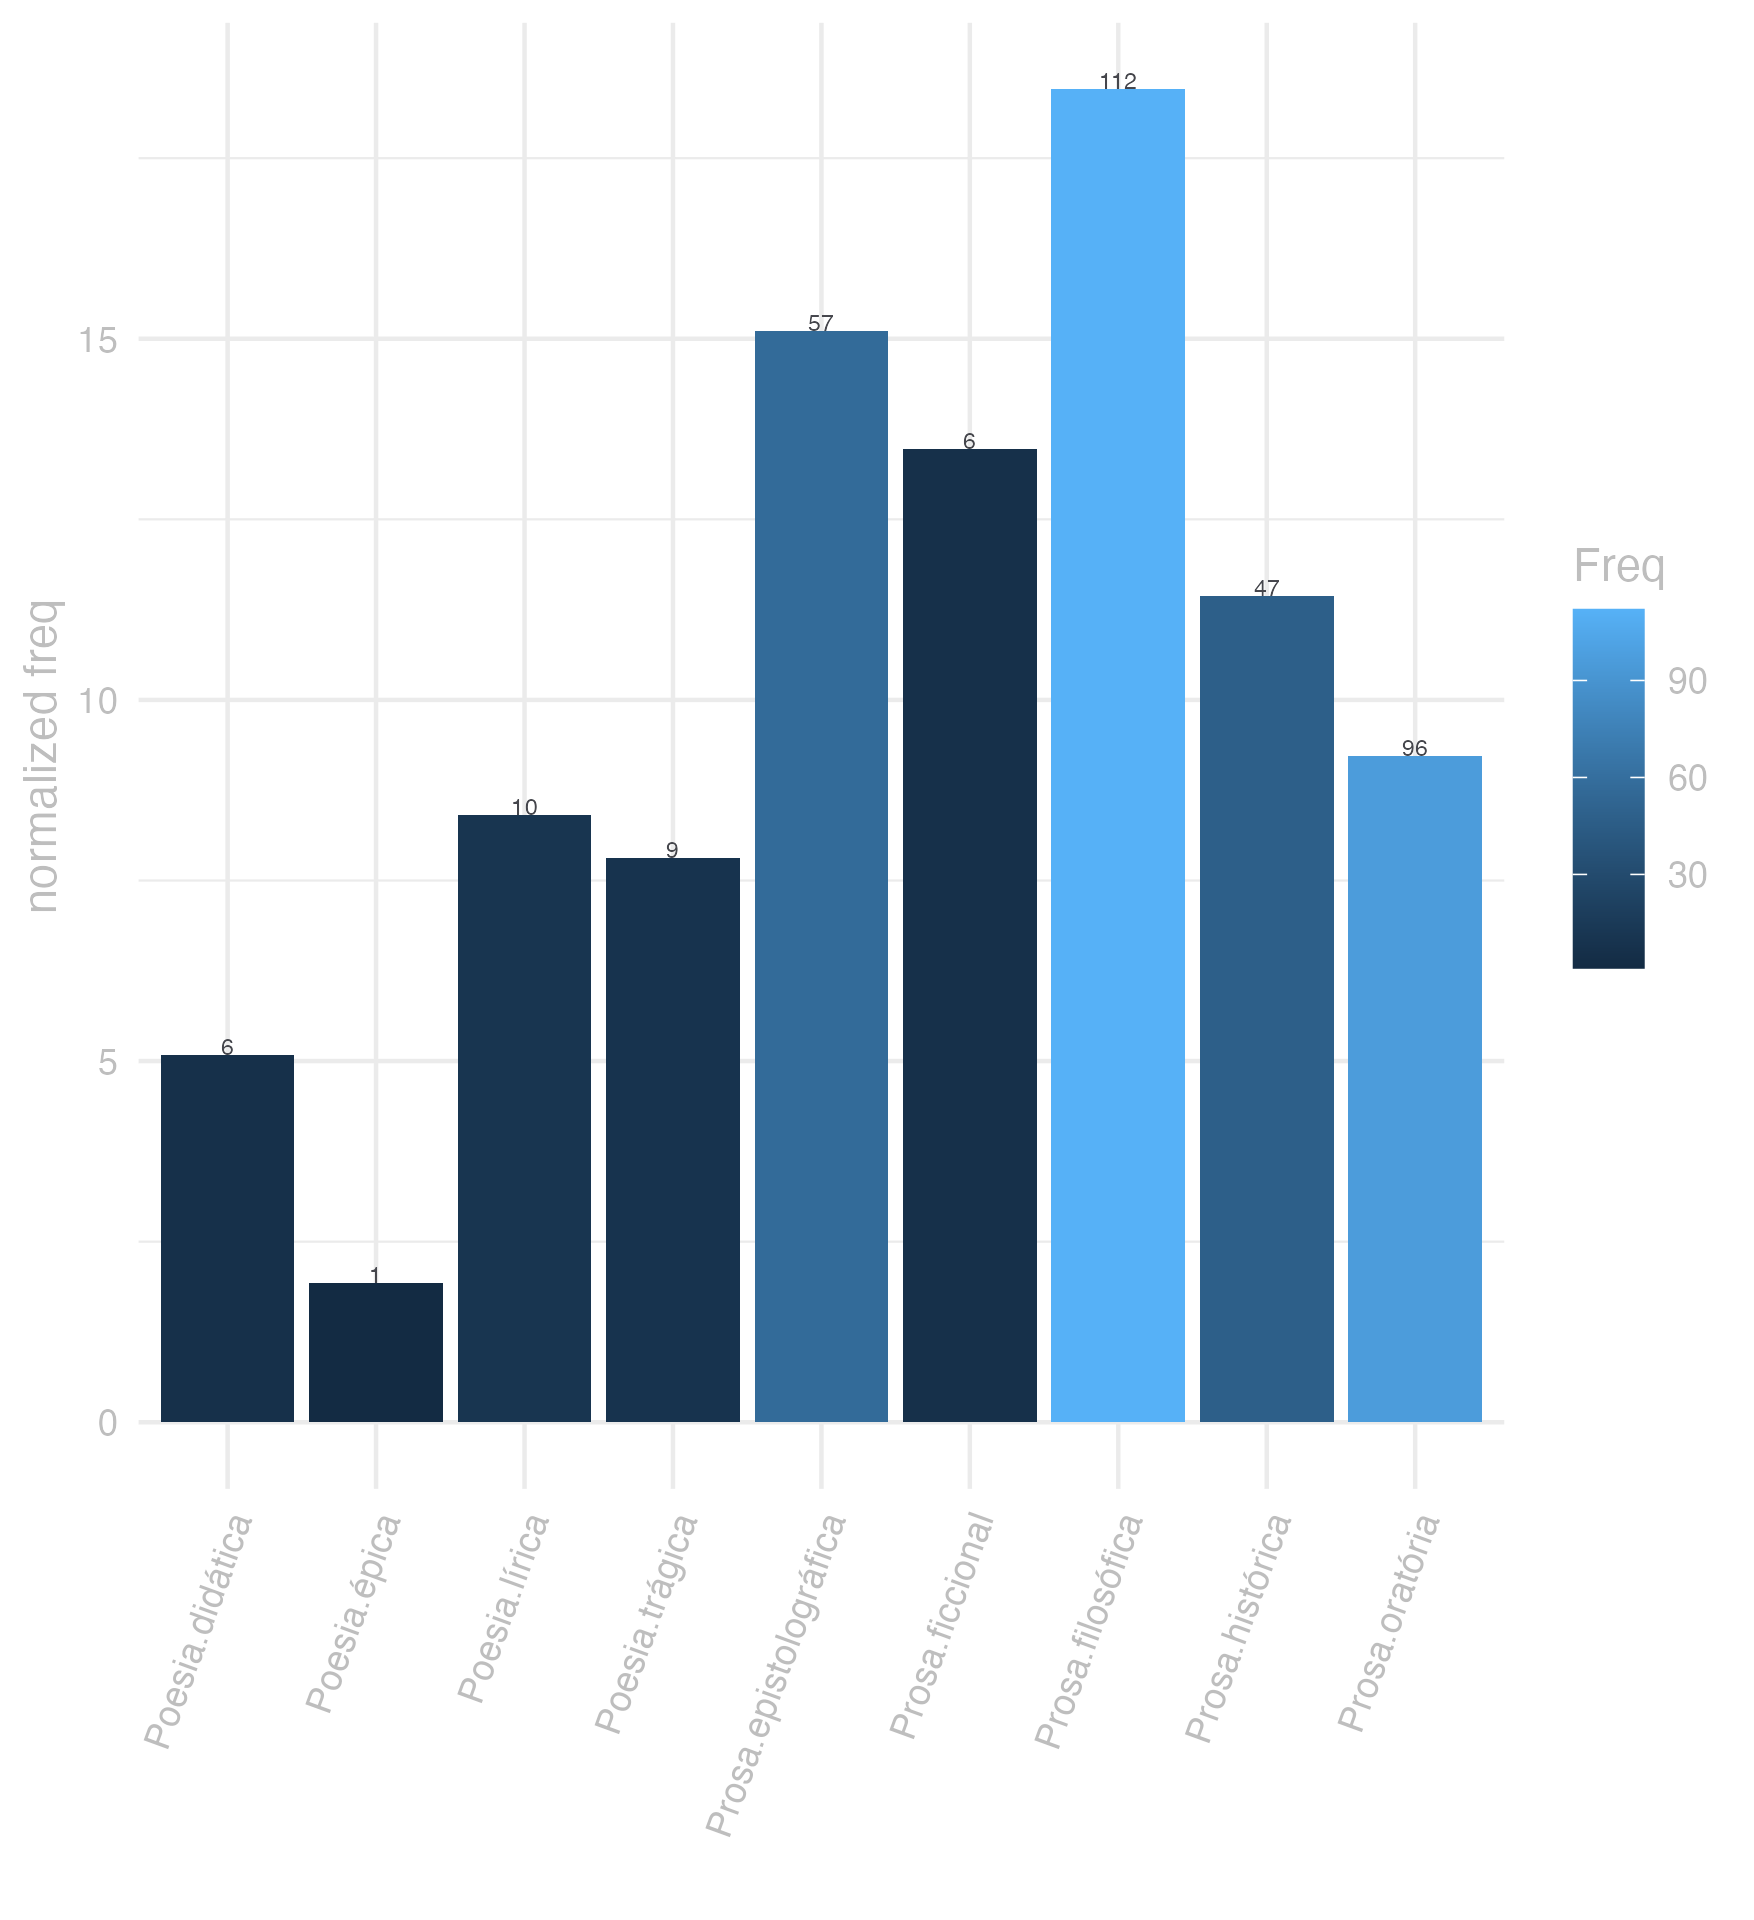 112
57
15
6
47
Freq
90
10
96
60
10
9
30
normalized freq
6
5
1
0
Poesia.didática
Poesia.épica
Poesia.lírica
Poesia.trágica
Prosa.epistolográfica
Prosa.ficcional
Prosa.filosófica
Prosa.histórica
Prosa.oratória